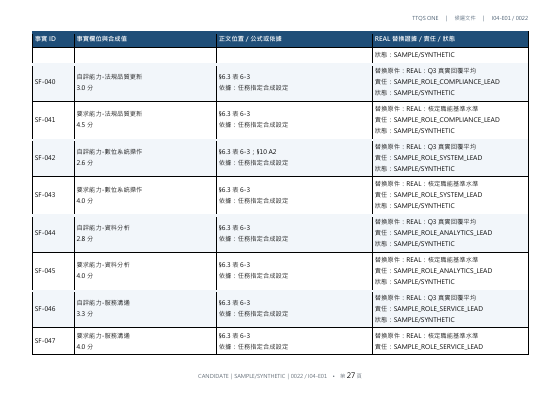 TTQS ONE | 採購文件 | I04-E01 / 0022
事實 ID 事實欄位與合成值 正文位置 / 公式或依據 REAL 替換證據 / 責任 / 狀態
狀態：SAMPLE/SYNTHETIC
SF-040
自評能力-法規品質更新
3.0 分
§6.3 表 6-3
依據：任務指定合成設定
替換原件：REAL：Q3 真實回覆平均
責任：SAMPLE_ROLE_COMPLIANCE_LEAD
狀態：SAMPLE/SYNTHETIC
SF-041
要求能力-法規品質更新
4.5 分
§6.3 表 6-3
依據：任務指定合成設定
替換原件：REAL：核定職能基準水準
責任：SAMPLE_ROLE_COMPLIANCE_LEAD
狀態：SAMPLE/SYNTHETIC
SF-042
自評能力-數位系統操作
2.6 分
§6.3 表 6-3；§10 A2
依據：任務指定合成設定
替換原件：REAL：Q3 真實回覆平均
責任：SAMPLE_ROLE_SYSTEM_LEAD
狀態：SAMPLE/SYNTHETIC
SF-043
要求能力-數位系統操作
4.0 分
§6.3 表 6-3
依據：任務指定合成設定
替換原件：REAL：核定職能基準水準
責任：SAMPLE_ROLE_SYSTEM_LEAD
狀態：SAMPLE/SYNTHETIC
SF-044
自評能力-資料分析
2.8 分
§6.3 表 6-3
依據：任務指定合成設定
替換原件：REAL：Q3 真實回覆平均
責任：SAMPLE_ROLE_ANALYTICS_LEAD
狀態：SAMPLE/SYNTHETIC
SF-045
要求能力-資料分析
4.0 分
§6.3 表 6-3
依據：任務指定合成設定
替換原件：REAL：核定職能基準水準
責任：SAMPLE_ROLE_ANALYTICS_LEAD
狀態：SAMPLE/SYNTHETIC
SF-046
自評能力-服務溝通
3.3 分
§6.3 表 6-3
依據：任務指定合成設定
替換原件：REAL：Q3 真實回覆平均
責任：SAMPLE_ROLE_SERVICE_LEAD
狀態：SAMPLE/SYNTHETIC
SF-047
要求能力-服務溝通
4.0 分
§6.3 表 6-3
依據：任務指定合成設定
替換原件：REAL：核定職能基準水準
責任：SAMPLE_ROLE_SERVICE_LEAD
CANDIDATE | SAMPLE/SYNTHETIC | 0022 / I04-E01 • 第 27 頁